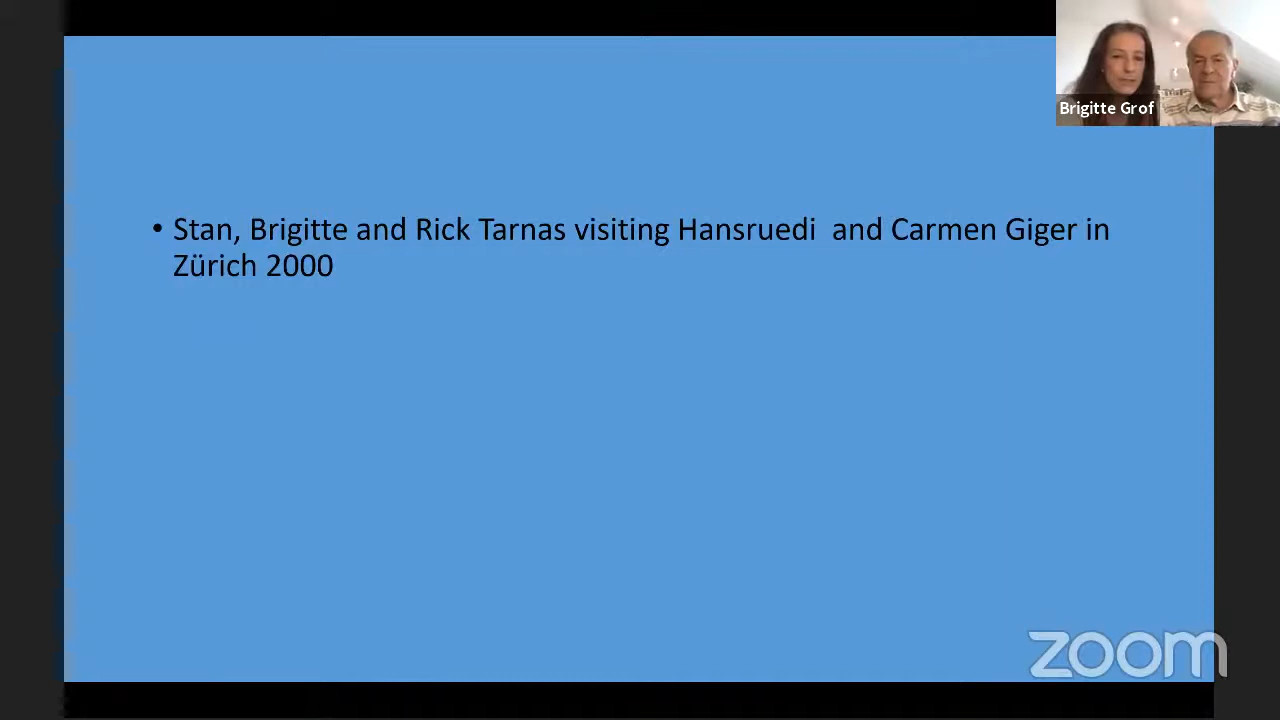 Brigitte Grof
• Stan, Brigitte and Rick Tarnas visiting Hansruedi  and Carmen Giger in
Zürich 2000
zoom